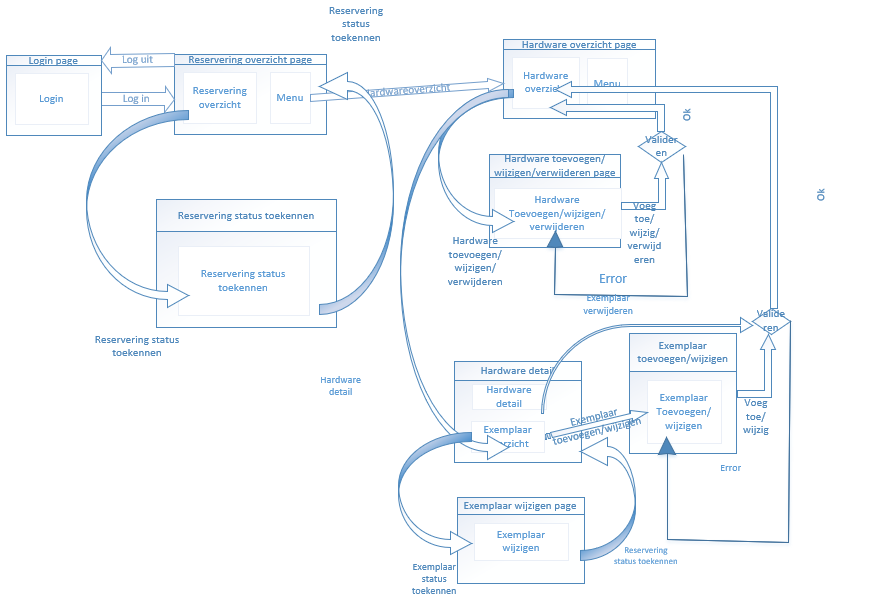 Reservering
status
toekennen
Login page
Login
Log uit
Log in
Reservering overzicht page
Reservering
overzicht
Menu
Hardwareoverzicht
Hardware overzicht page
Hardware
overzicht
Menu
Ok
Valider
en
Hardware toevoegen/
wijzigen/verwijderen page
Hardware
Toevoegen/wijzigen/
verwijderen
Voeg
toe/
wijzig/
verwijd
eren
Hardware
toevoegen/
wijzigen/
verwijderen
Error
Ok
Reservering status toekennen
Reservering status
toekennen
Reservering status
toekennen
Exemplaar
verwijderen
Valide
ren
Hardware
detail
Hardware detail
Hardware
detail
Exemplaar
overzicht
Exemplaar
toevoegen/wijzigen
Exemplaar
toevoegen/wijzigen
Exemplaar
Toevoegen/
wijzigen
Voeg
toe/
wijzig
Error
Exemplaar wijzigen page
Exemplaar
wijzigen
Exemplaar
status
toekennen
Reservering
status toekennen